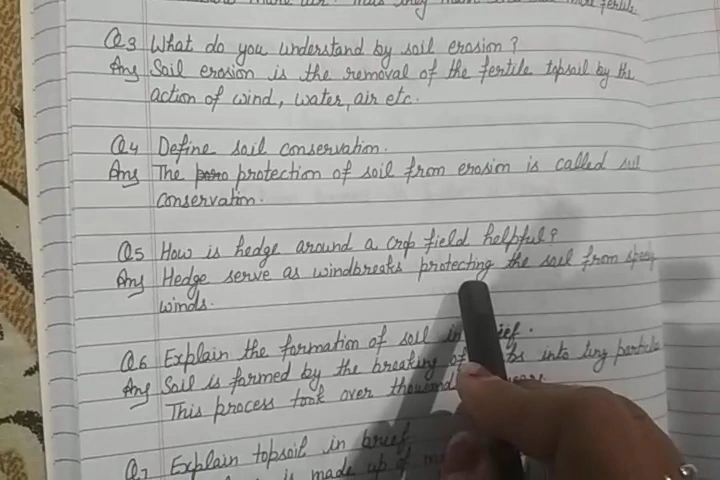 fertile
Q3 What do you understand by soil erosion?
Ans Soil erosion is the removal of the fertile topsoil by the
action of wind, water, air etc.
Q4 Define soil conservation.
Ans The protection of soil from erosion is called soil
conservation.
Q5 How is hedge around a crop field helpful?
Ans Hedge serve as windbreaks protecting the soil from
winds.
Q6 Explain the formation of soil in
Ans Soil is formed by the breaking of into tiny particle
This process took over
Q7 Explain topsoil in brief
is made up of